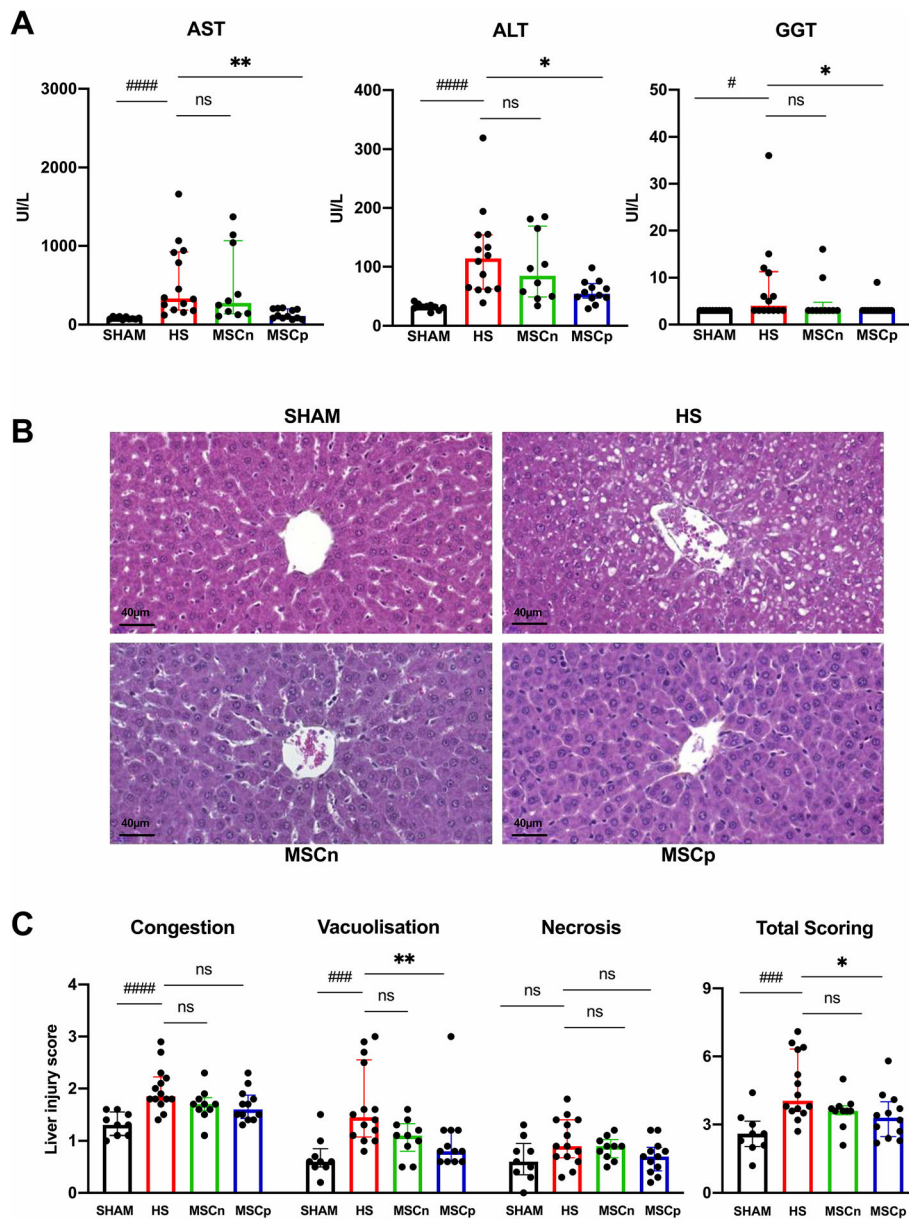 A
AST
ALT
GGT
UI/L
3000
2000
1000
0
####
**
ns
SHAM
HS
MSCn
MSCp
UI/L
400
300
200
100
0
####
*
ns
SHAM
HS
MSCn
MSCp
UI/L
50
40
30
20
10
0
#
*
ns
SHAM
HS
MSCn
MSCp
B
SHAM
HS
40µm
40µm
40µm
40µm
MSCn
MSCp
C
Congestion
Vacuolisation
Necrosis
Total Scoring
Liver injury score
4
3
2
1
0
####
ns
ns
SHAM
HS
MSCn
MSCp
###
**
ns
SHAM
HS
MSCn
MSCp
ns
ns
ns
SHAM
HS
MSCn
MSCp
9
6
3
0
###
*
ns
SHAM
HS
MSCn
MSCp